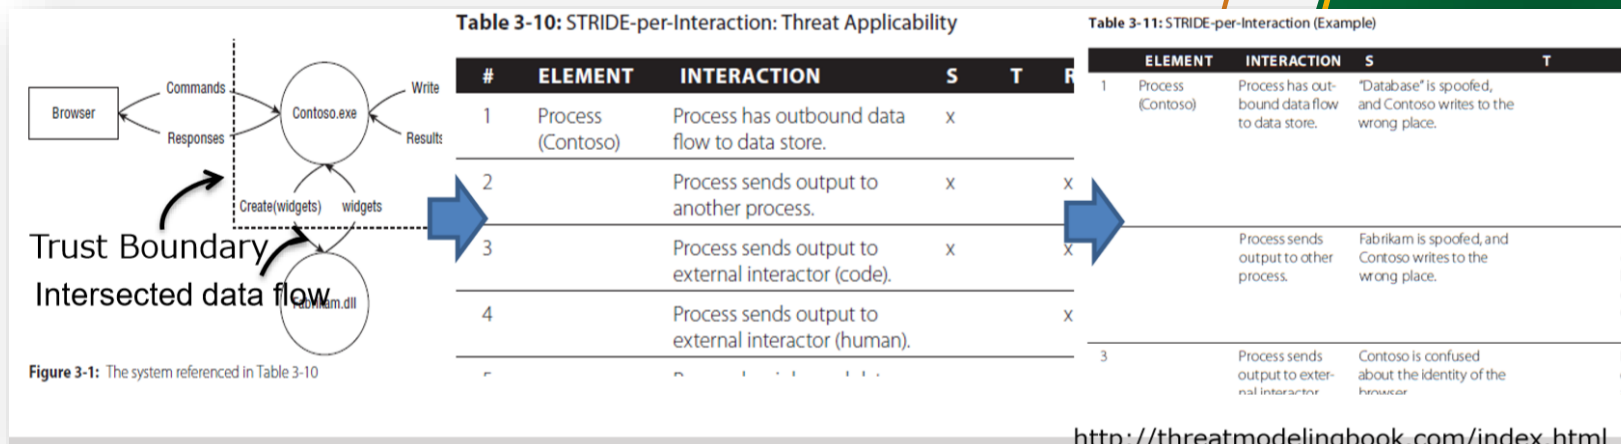 Browser
Commands
Responses
Contoso.exe
Write
Results
Create(widgets) widgets
Trust Boundary
Intersected data flow
Figure 3-1: The system referenced in Table 3-10
Table 3-10: STRIDE-per-Interaction: Threat Applicability
# ELEMENT INTERACTION S T R
1 Process Process has outbound data x
(Contoso) flow to data store.
2 Process sends output to x x
another process.
3 Process sends output to x x
external interactor (code).
4 Process sends output to x
external interactor (human).
Table 3-11: STRIDE-per-Interaction (Example)
ELEMENT INTERACTION S T
1 Process Process has out- "Database" is spoofed,
(Contoso) bound data flow and Contoso writes to the
to data store. wrong place.
Process sends Fabrikam is spoofed, and
output to other Contoso writes to the
process. wrong place.
3 Process sends Contoso is confused
output to exter- about the identity of the
nal interactor browser
http://threatmodelingbook.com/index.html